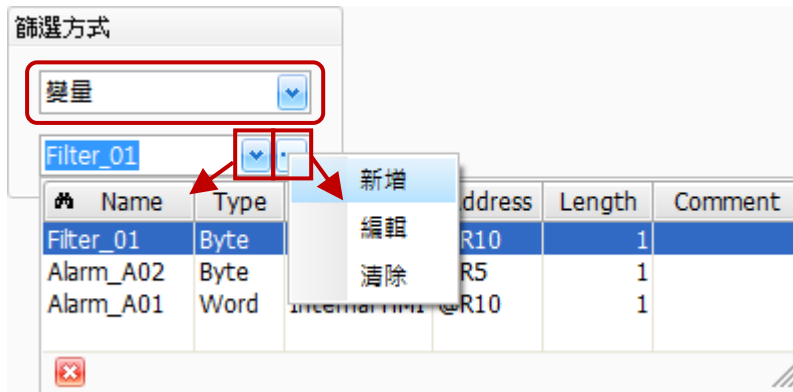 篩選方式
變量
Filter_01
新增
編輯
清除
Name Type ddress Length Comment
Filter_01 Byte R10 1
Alarm_A02 Byte R5 1
Alarm_A01 Word @R10 1